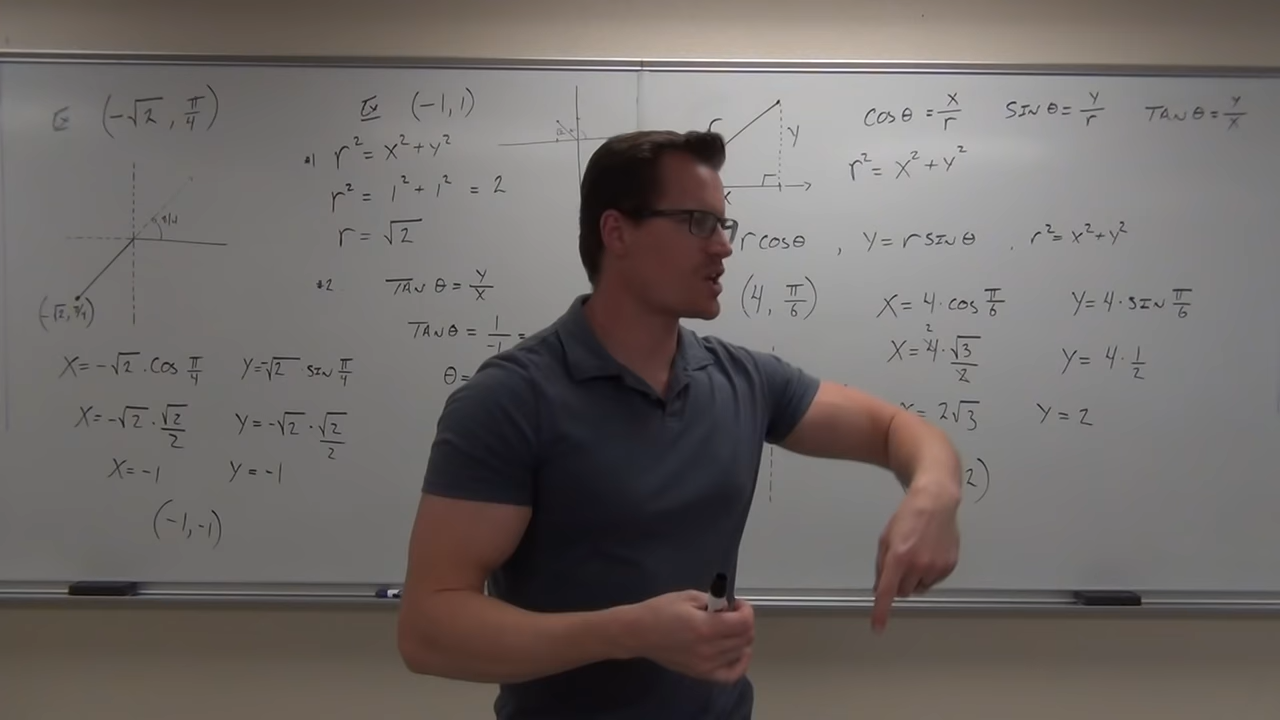 Ex (-√2, π/4)
π/4
(-√2, π/4)
X = -√2 · cos π/4 Y = -√2 · sin π/4
X = -√2 · √2/2 Y = -√2 · √2/2
X = -1 Y = -1
(-1, -1)
Ex (-1, 1)
#1 r² = x² + y²
r² = 1² + 1² = 2
r = √2
#2 TAN θ = y/x
TAN θ = 1/-1 =
θ =
r
y
x
cos θ = x/r SIN θ = y/r TAN θ = y/x
r² = x² + y²
r cos θ , Y = r SIN θ , r² = x² + y²
(4, π/6)
X = 4 · cos π/6 Y = 4 · SIN π/6
2
X = 4 · √3/2 Y = 4 · 1/2
X = 2√3 Y = 2
2)